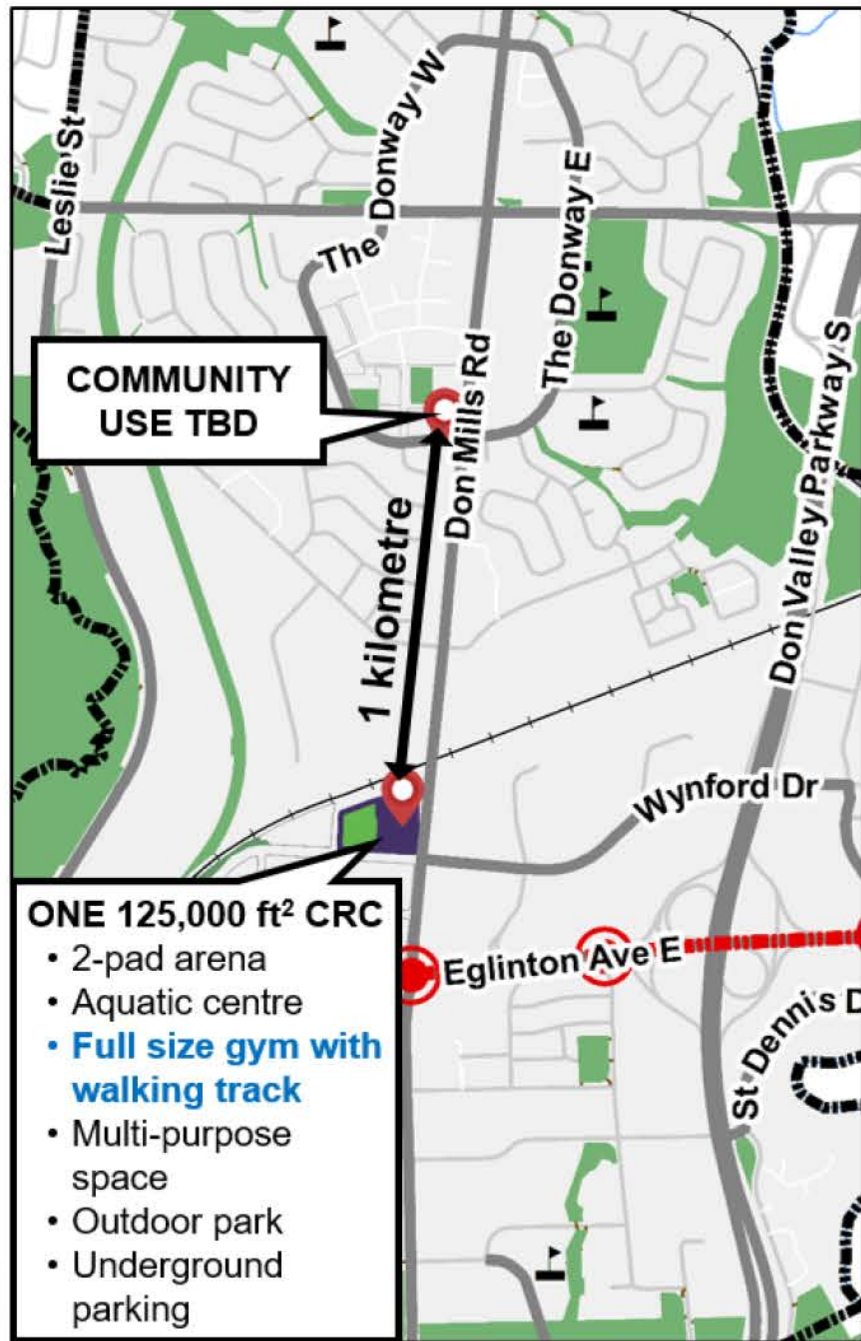 Leslie St
The Donway W
The Donway E
COMMUNITY
USE TBD
Don Mills Rd
Don Valley Parkway S
1 kilometre
Wynford Dr
ONE 125,000 ft² CRC
• 2-pad arena
• Aquatic centre
• Full size gym with
walking track
• Multi-purpose
space
• Outdoor park
• Underground
parking
Eglinton Ave E
St Dennis D